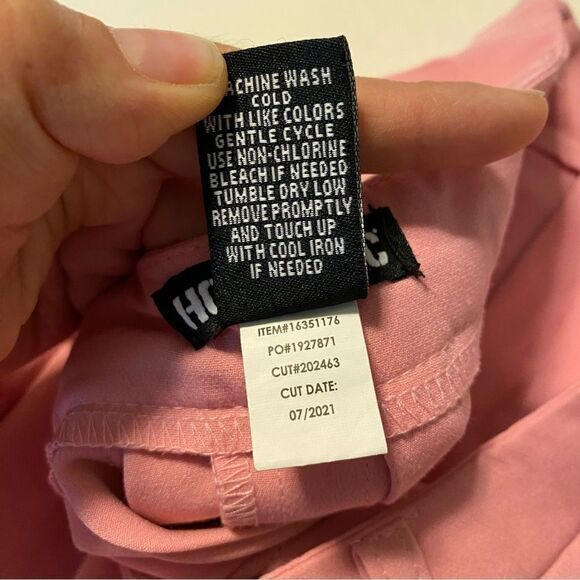 MACHINE WASH
COLD
WITH LIKE COLORS
GENTLE CYCLE
USE NON-CHLORINE
BLEACH IF NEEDED
TUMBLE DRY LOW
REMOVE PROMPTLY
AND TOUCH UP
WITH COOL IRON
IF NEEDED
ITEM#16351176
PO#1927871
CUT#202463
CUT DATE:
07/2021